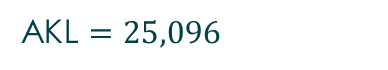 AKL = 25,096